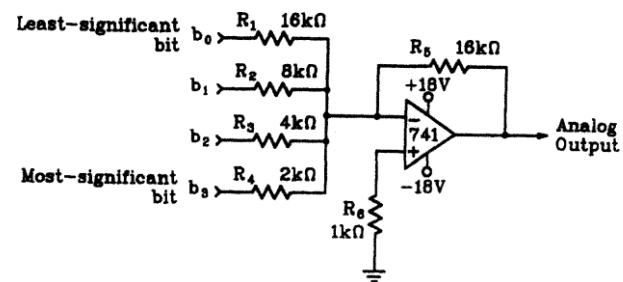 Least-significant bit
b₀ R₁ 16kΩ
b₁ R₂ 8kΩ
b₂ R₃ 4kΩ
Most-significant bit
b₃ R₄ 2kΩ
R₅ 16kΩ
+18V
−
741
+
−18V
Analog Output
R₆
1kΩ